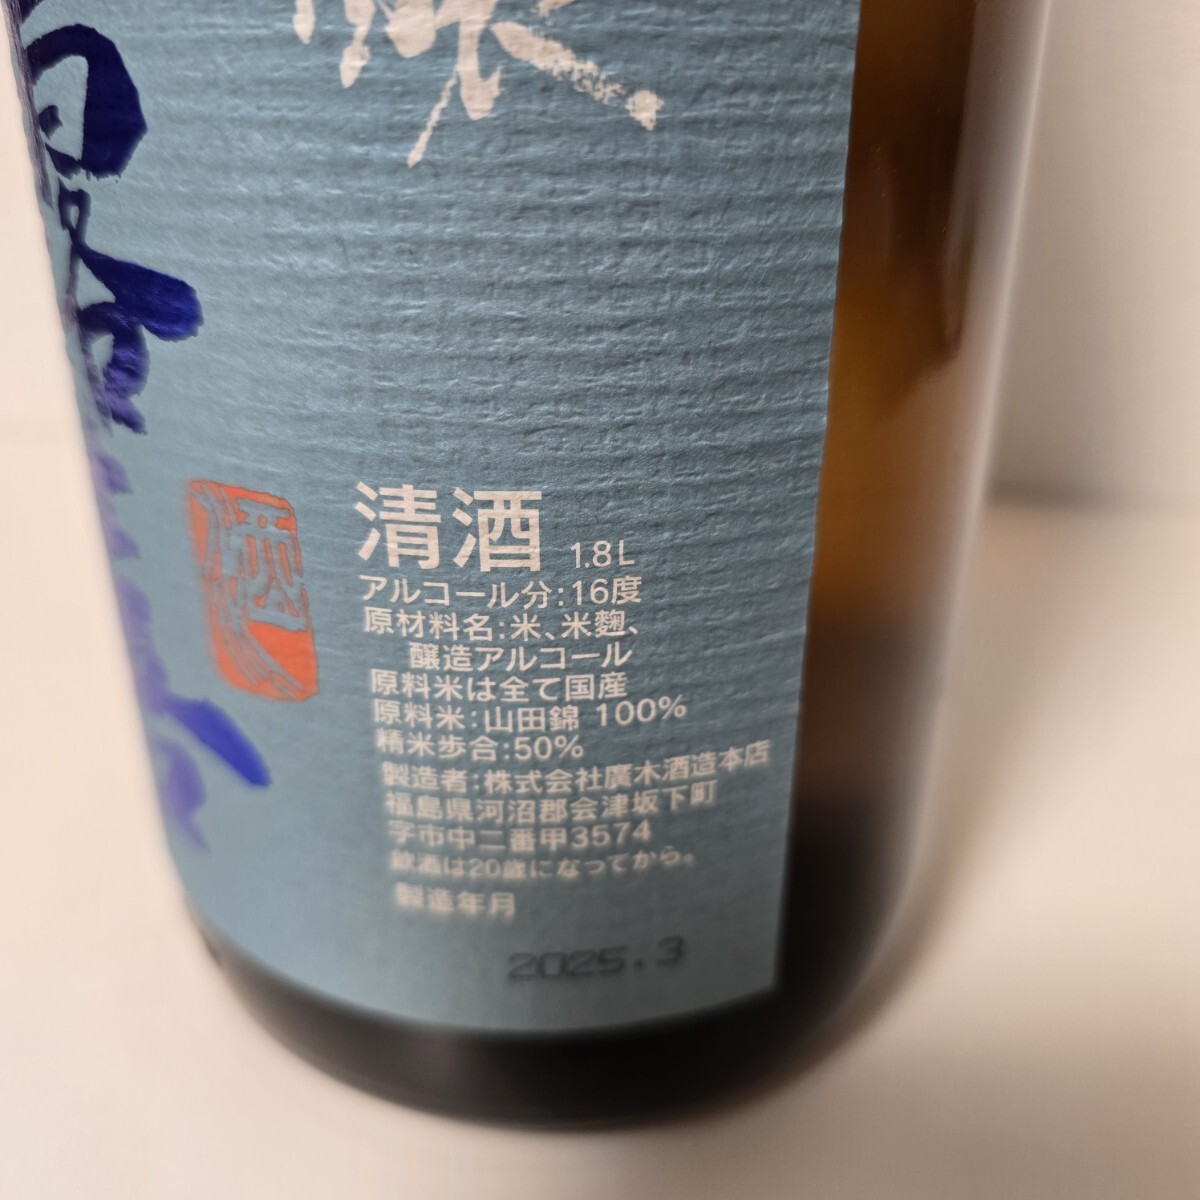 醸
酒
清酒 1.8L
アルコール分:16度
原材料名:米、米麹、
醸造アルコール
原料米は全て国産
原料米:山田錦 100%
精米歩合:50%
製造者:株式会社廣木酒造本店
福島県河沼郡会津坂下町
字市中二番甲3574
飲酒は20歳になってから。
製造年月
2025.3